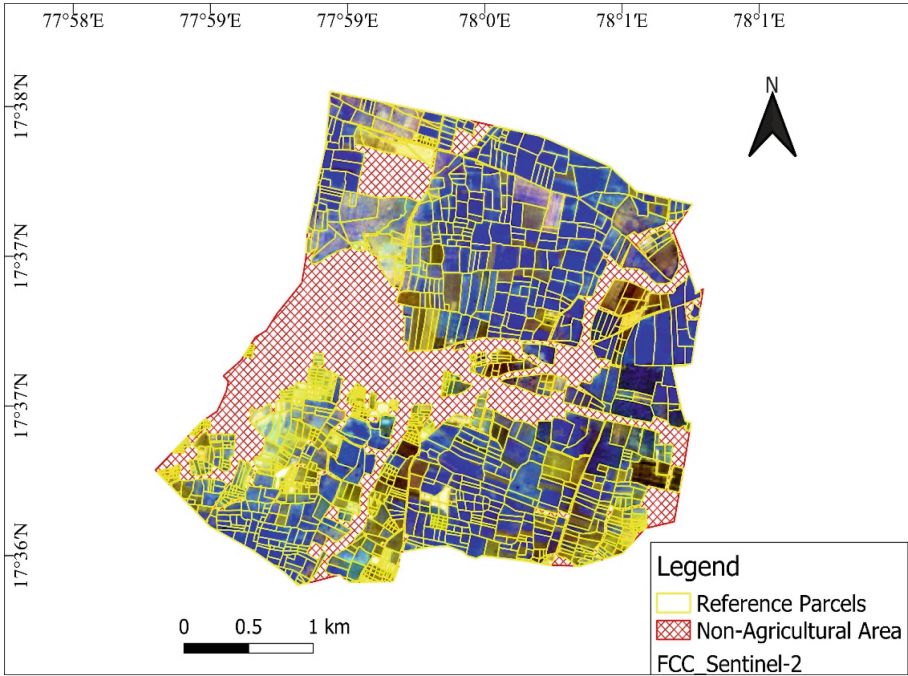 77°58'E 77°59'E 77°59'E 78°0'E 78°1'E 78°1'E
N
17°38'N
17°37'N
17°37'N
17°36'N
0 0.5 1 km
Legend
Reference Parcels
Non-Agricultural Area
FCC_Sentinel-2